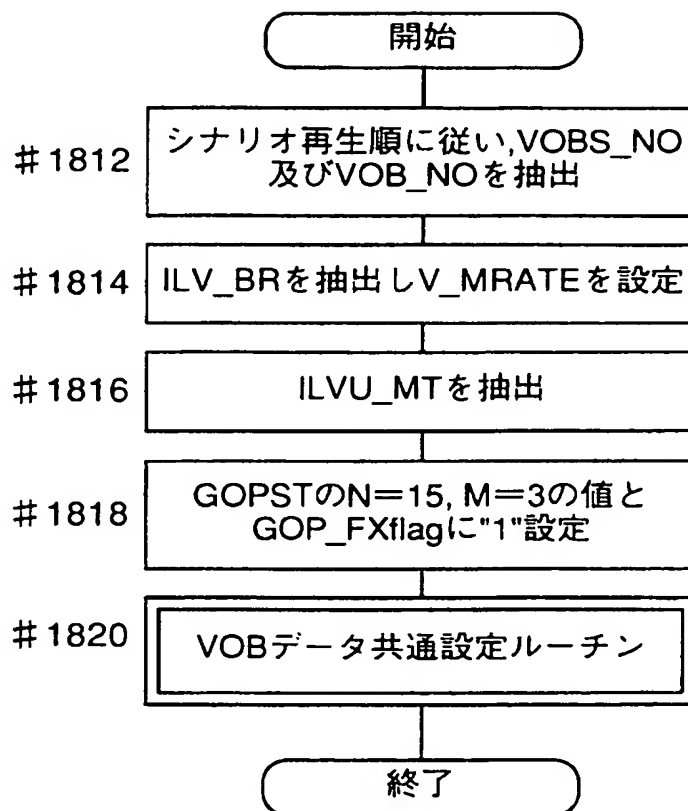 開始
#1812
シナリオ再生順に従い,VOBS_NO
及びVOB_NOを抽出
#1814
ILV_BRを抽出しV_MRATEを設定
#1816
ILVU_MTを抽出
#1818
GOPSTのN=15, M=3の値と
GOP_FXflagに"1"設定
#1820
VOBデータ共通設定ルーチン
終了